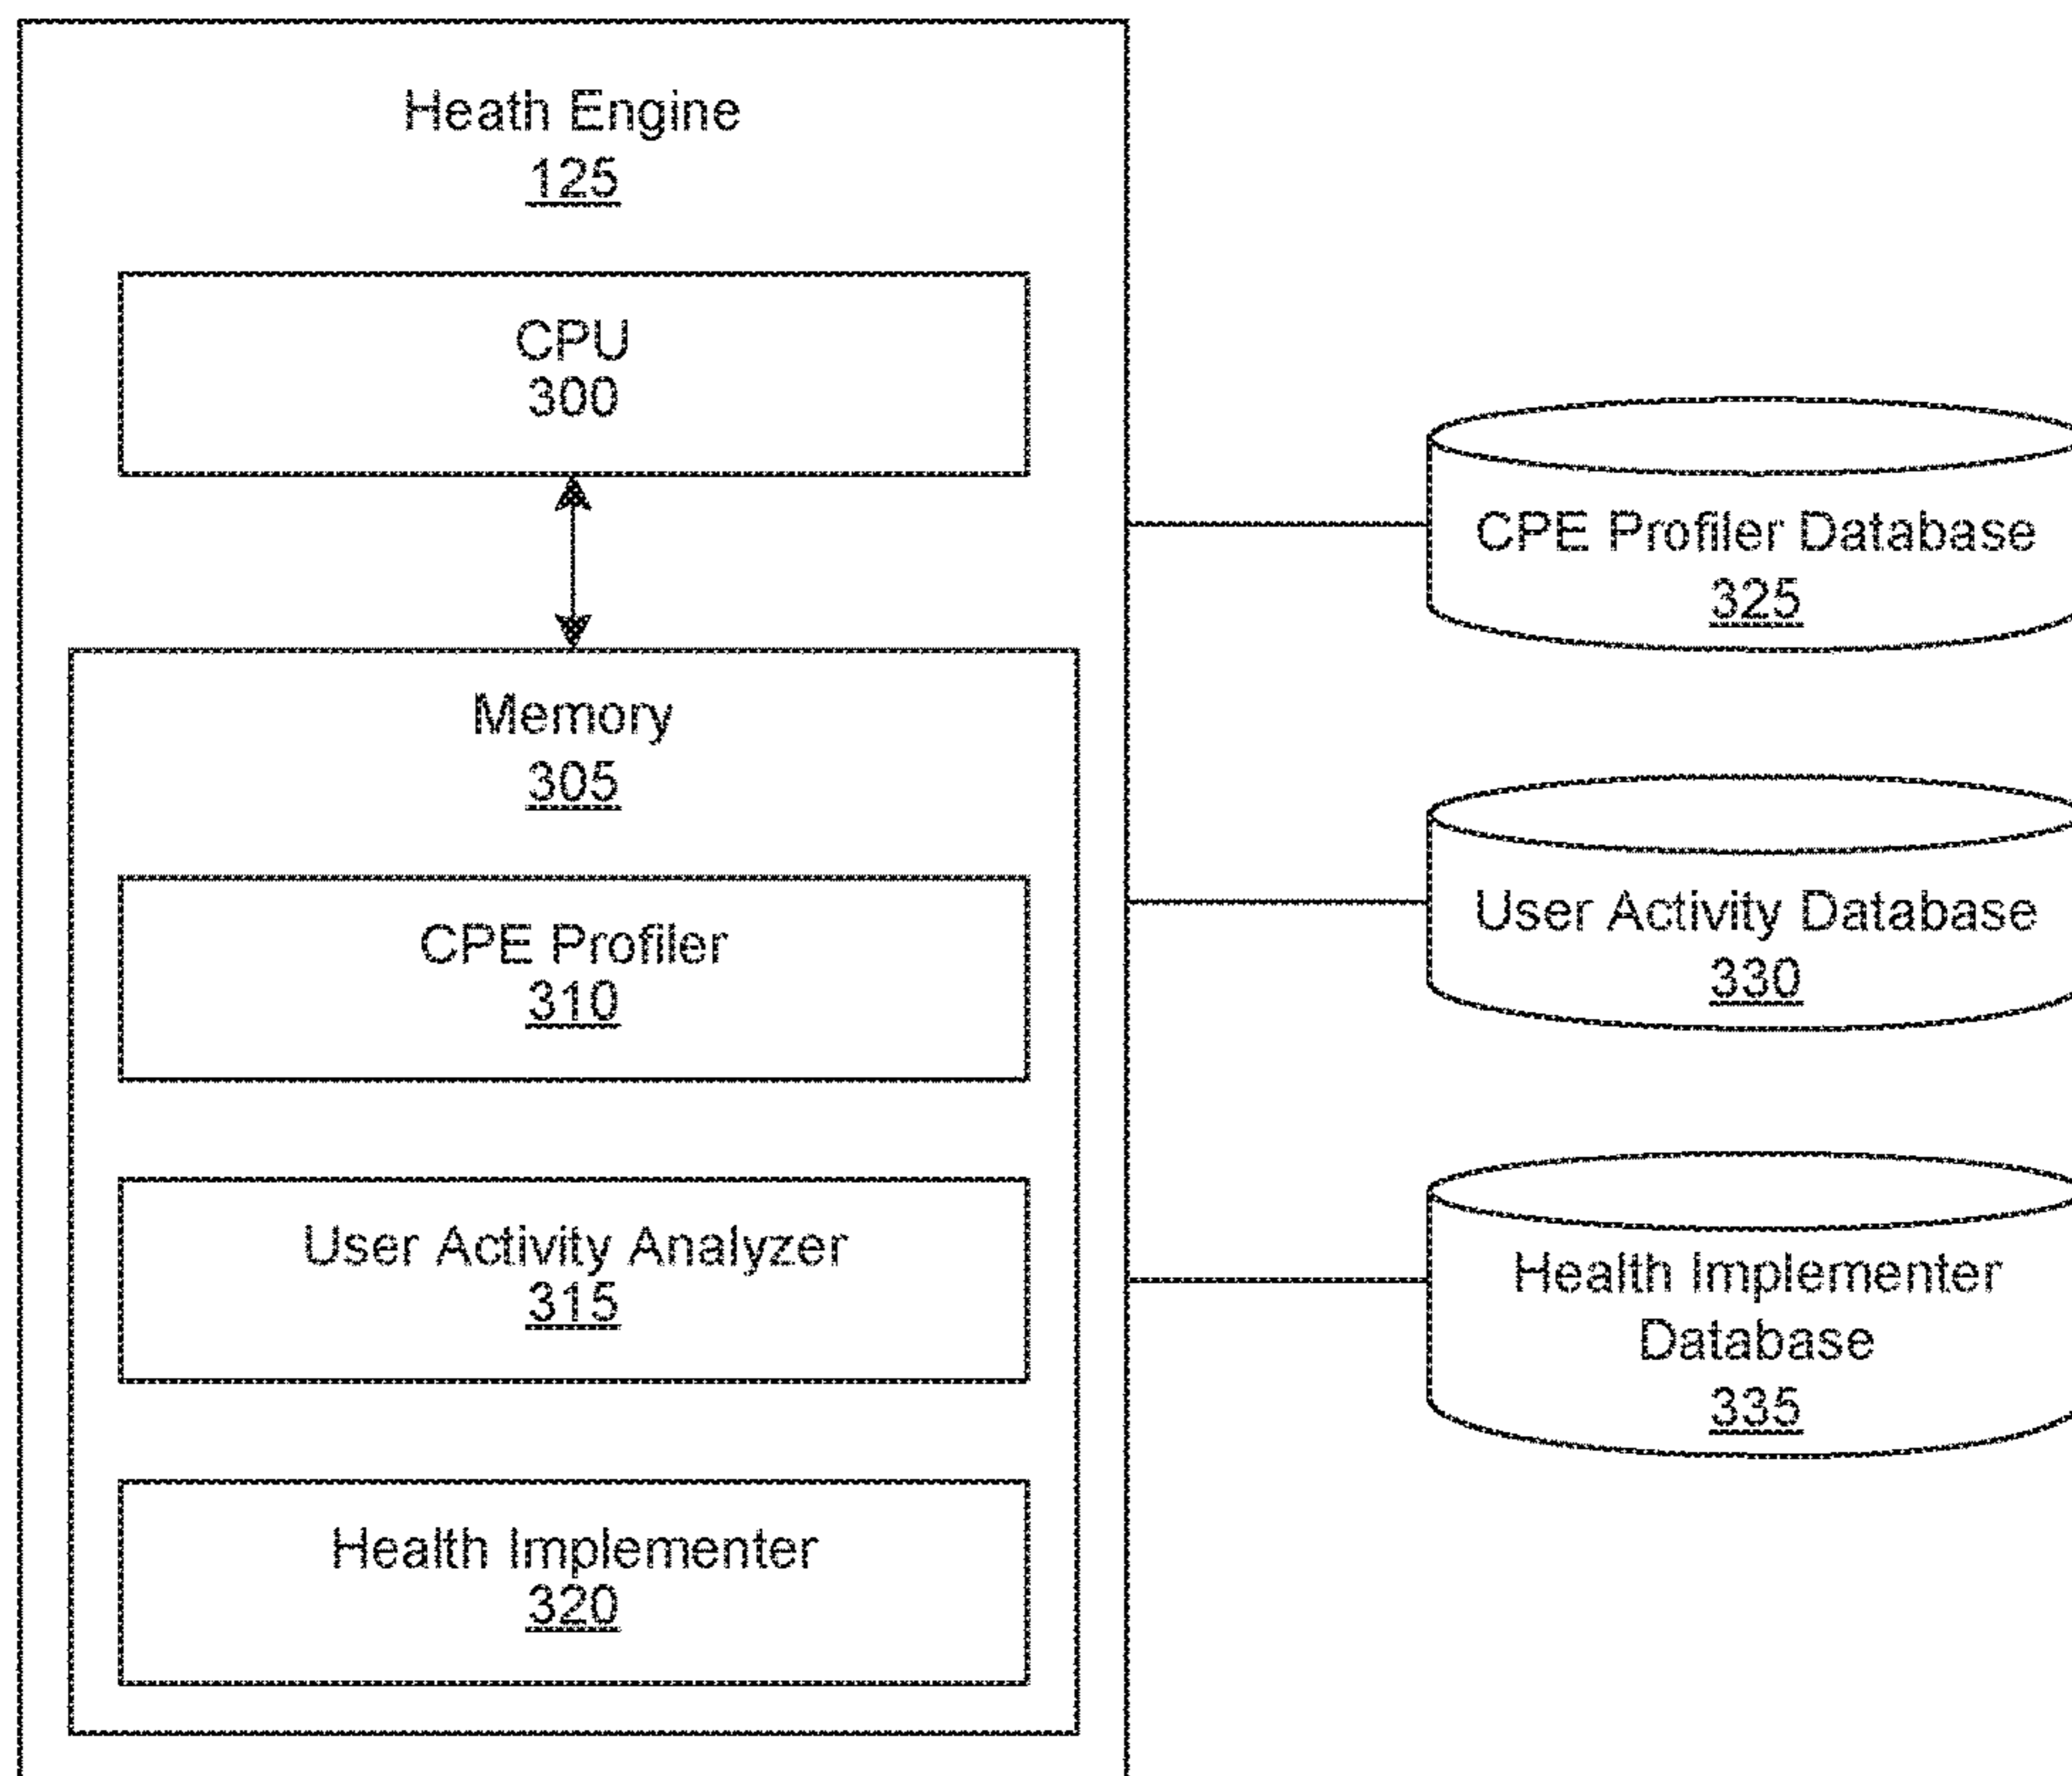 Heath Engine
125
CPU
300
Memory
305
CPE Profiler
310
User Activity Analyzer
315
Health Implementer
320
CPE Profiler Database
325
User Activity Database
330
Health Implementer
Database
335